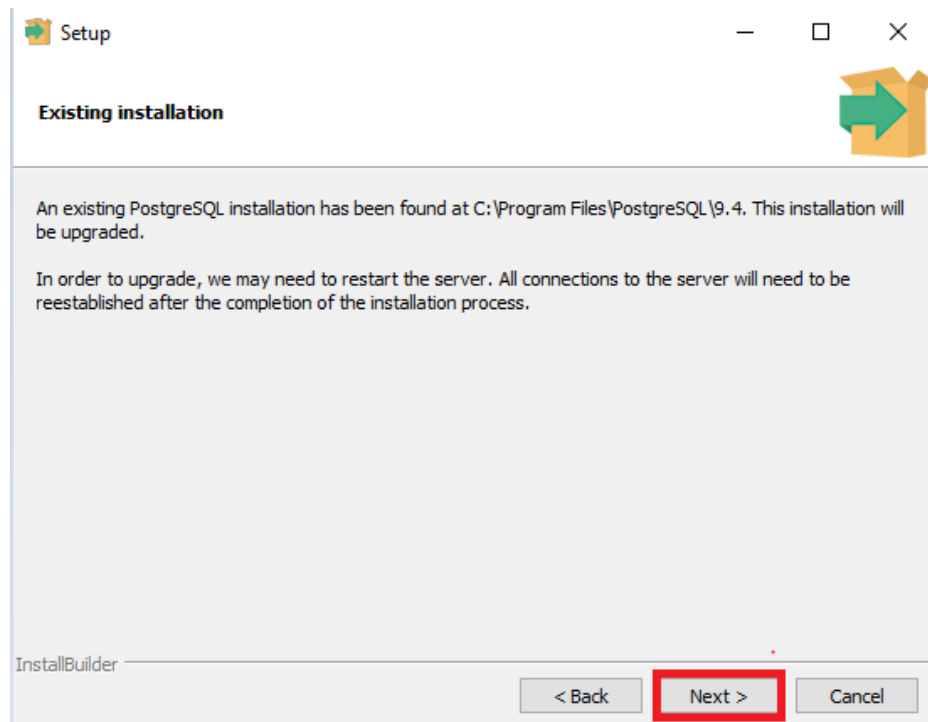 Setup
Existing installation
An existing PostgreSQL installation has been found at C:\Program Files\PostgreSQL\9.4. This installation will
be upgraded.
In order to upgrade, we may need to restart the server. All connections to the server will need to be
reestablished after the completion of the installation process.
InstallBuilder
< Back Next > Cancel